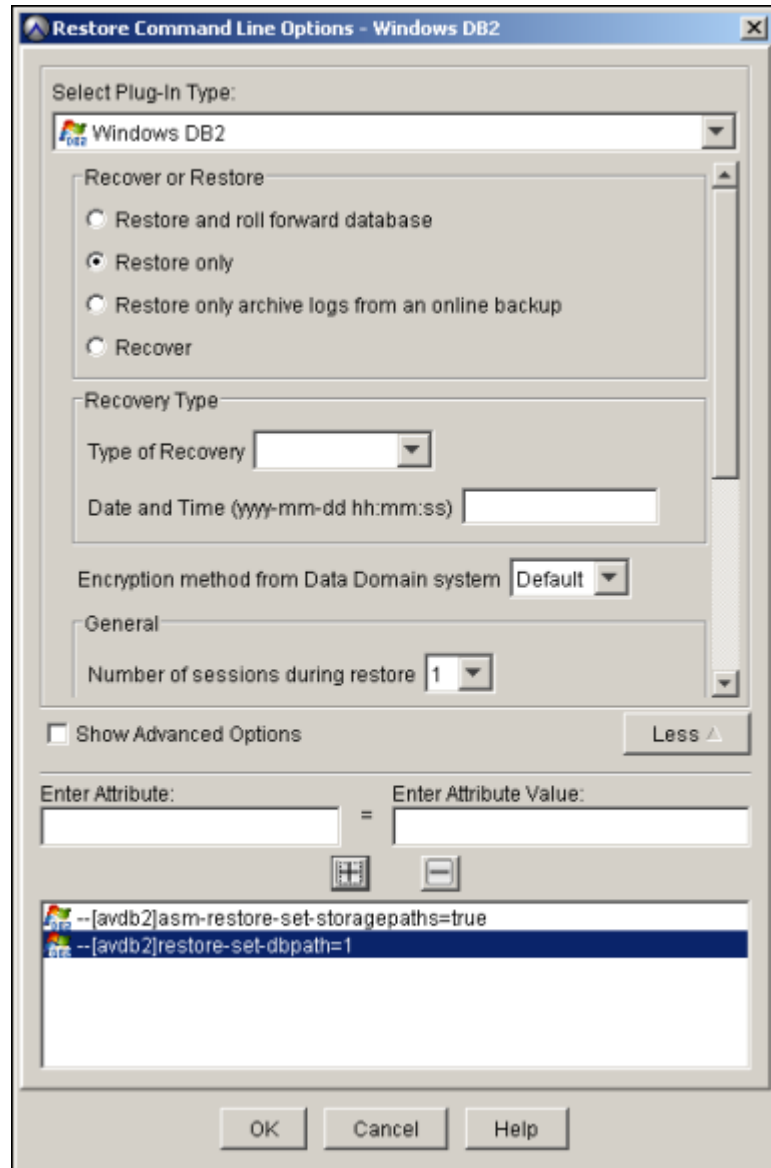 Restore Command Line Options - Windows DB2
Select Plug-In Type:
Windows DB2
Recover or Restore
Restore and roll forward database
Restore only
Restore only archive logs from an online backup
Recover
Recovery Type
Type of Recovery
Date and Time (yyyy-mm-dd hh:mm:ss)
Encryption method from Data Domain system Default
General
Number of sessions during restore 1
Show Advanced Options Less
Enter Attribute: Enter Attribute Value:
=
--[avdb2]asm-restore-set-storagepaths=true
--[avdb2]restore-set-dbpath=1
OK Cancel Help